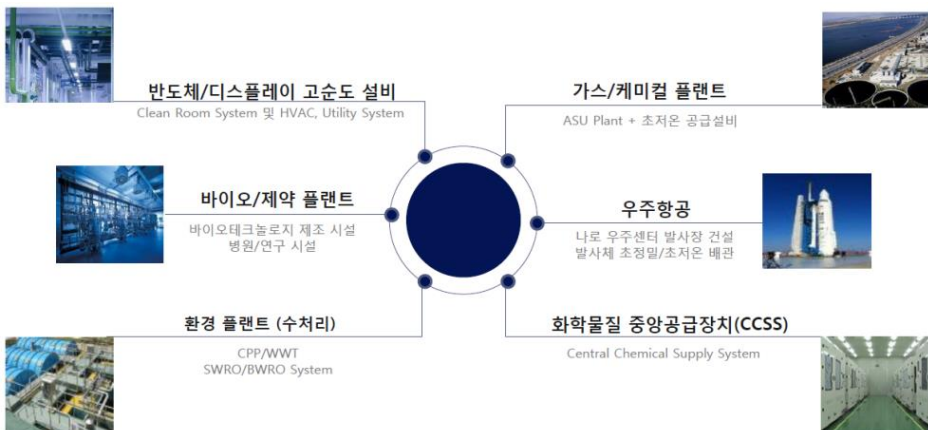 반도체/디스플레이 고순도 설비
Clean Room System 및 HVAC, Utility System
가스/케미컬 플랜트
ASU Plant + 초저온 공급설비
바이오/제약 플랜트
바이오테크놀로지 제조 시설
병원/연구 시설
우주항공
나로 우주센터 발사장 건설
발사체 초정밀/초저온 배관
환경 플랜트 (수처리)
CPP/WWT
SWRO/BWRO System
화학물질 중앙공급장치(CCSS)
Central Chemical Supply System